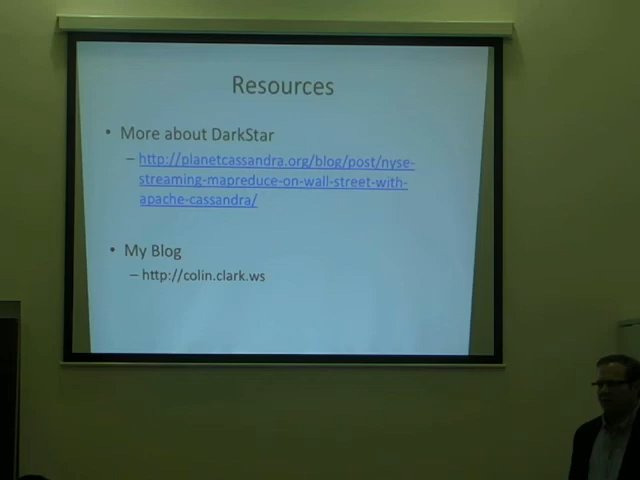 Resources
• More about DarkStar
– http://planetcassandra.org/blog/post/nyse-
streaming-mapreduce-on-wall-street-with-
apache-cassandra/
• My Blog
– http://colin.clark.ws